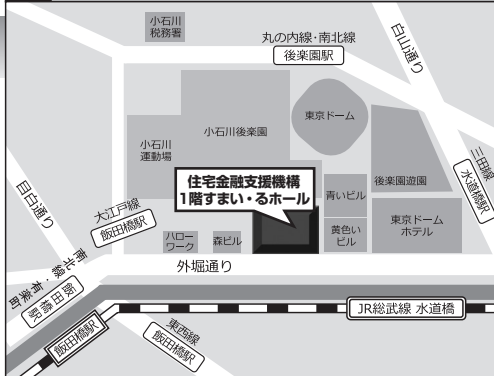 小石川
税務署
丸の内線・南北線
後楽園駅
白山通り
東京ドーム
小石川後楽園
小石川
運動場
三田線
水道橋駅
住宅金融支援機構
1階すまい・るホール
後楽園遊園
青いビル
目白通り
大江戸線
飯田橋駅
東京ドーム
ホテル
黄色い
ビル
ハロー
ワーク
森ビル
外堀通り
南北線・有楽町
飯田橋駅
JR総武線 水道橋
飯田橋駅
東西線
飯田橋駅